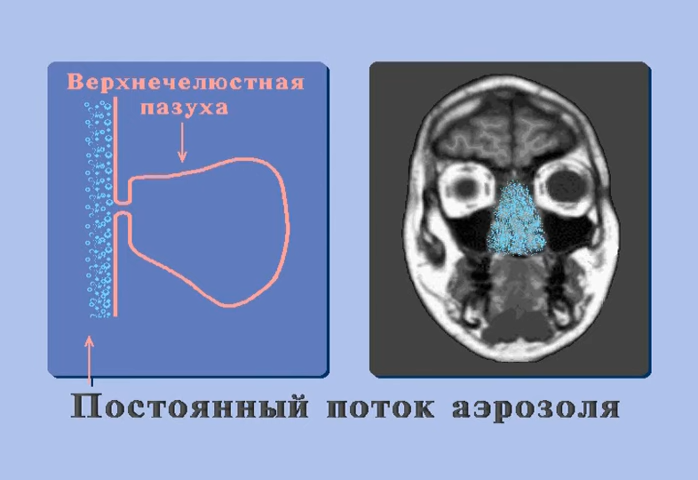 Верхнечелюстная
пазуха
Постоянный поток аэрозоля